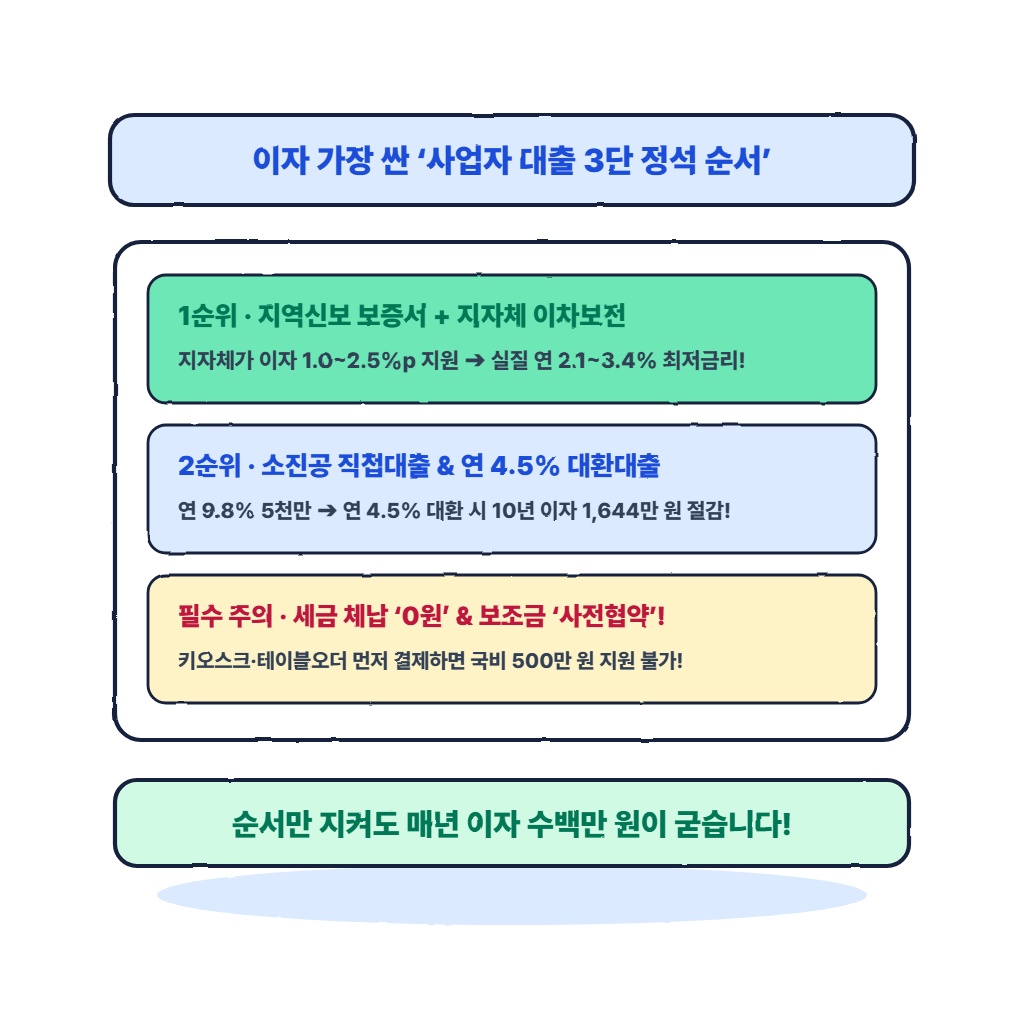 이자 가장 싼 ‘사업자 대출 3단 정석 순서’
1순위 · 지역신보 보증서 + 지자체 이차보전
지자체가 이자 1.0~2.5%p 지원 ➔ 실질 연 2.1~3.4% 최저금리!
2순위 · 소진공 직접대출 & 연 4.5% 대환대출
연 9.8% 5천만 ➔ 연 4.5% 대환 시 10년 이자 1,644만 원 절감!
필수 주의 · 세금 체납 ‘0원’ & 보조금 ‘사전협약’!
키오스크·테이블오더 먼저 결제하면 국비 500만 원 지원 불가!
순서만 지켜도 매년 이자 수백만 원이 굳습니다!